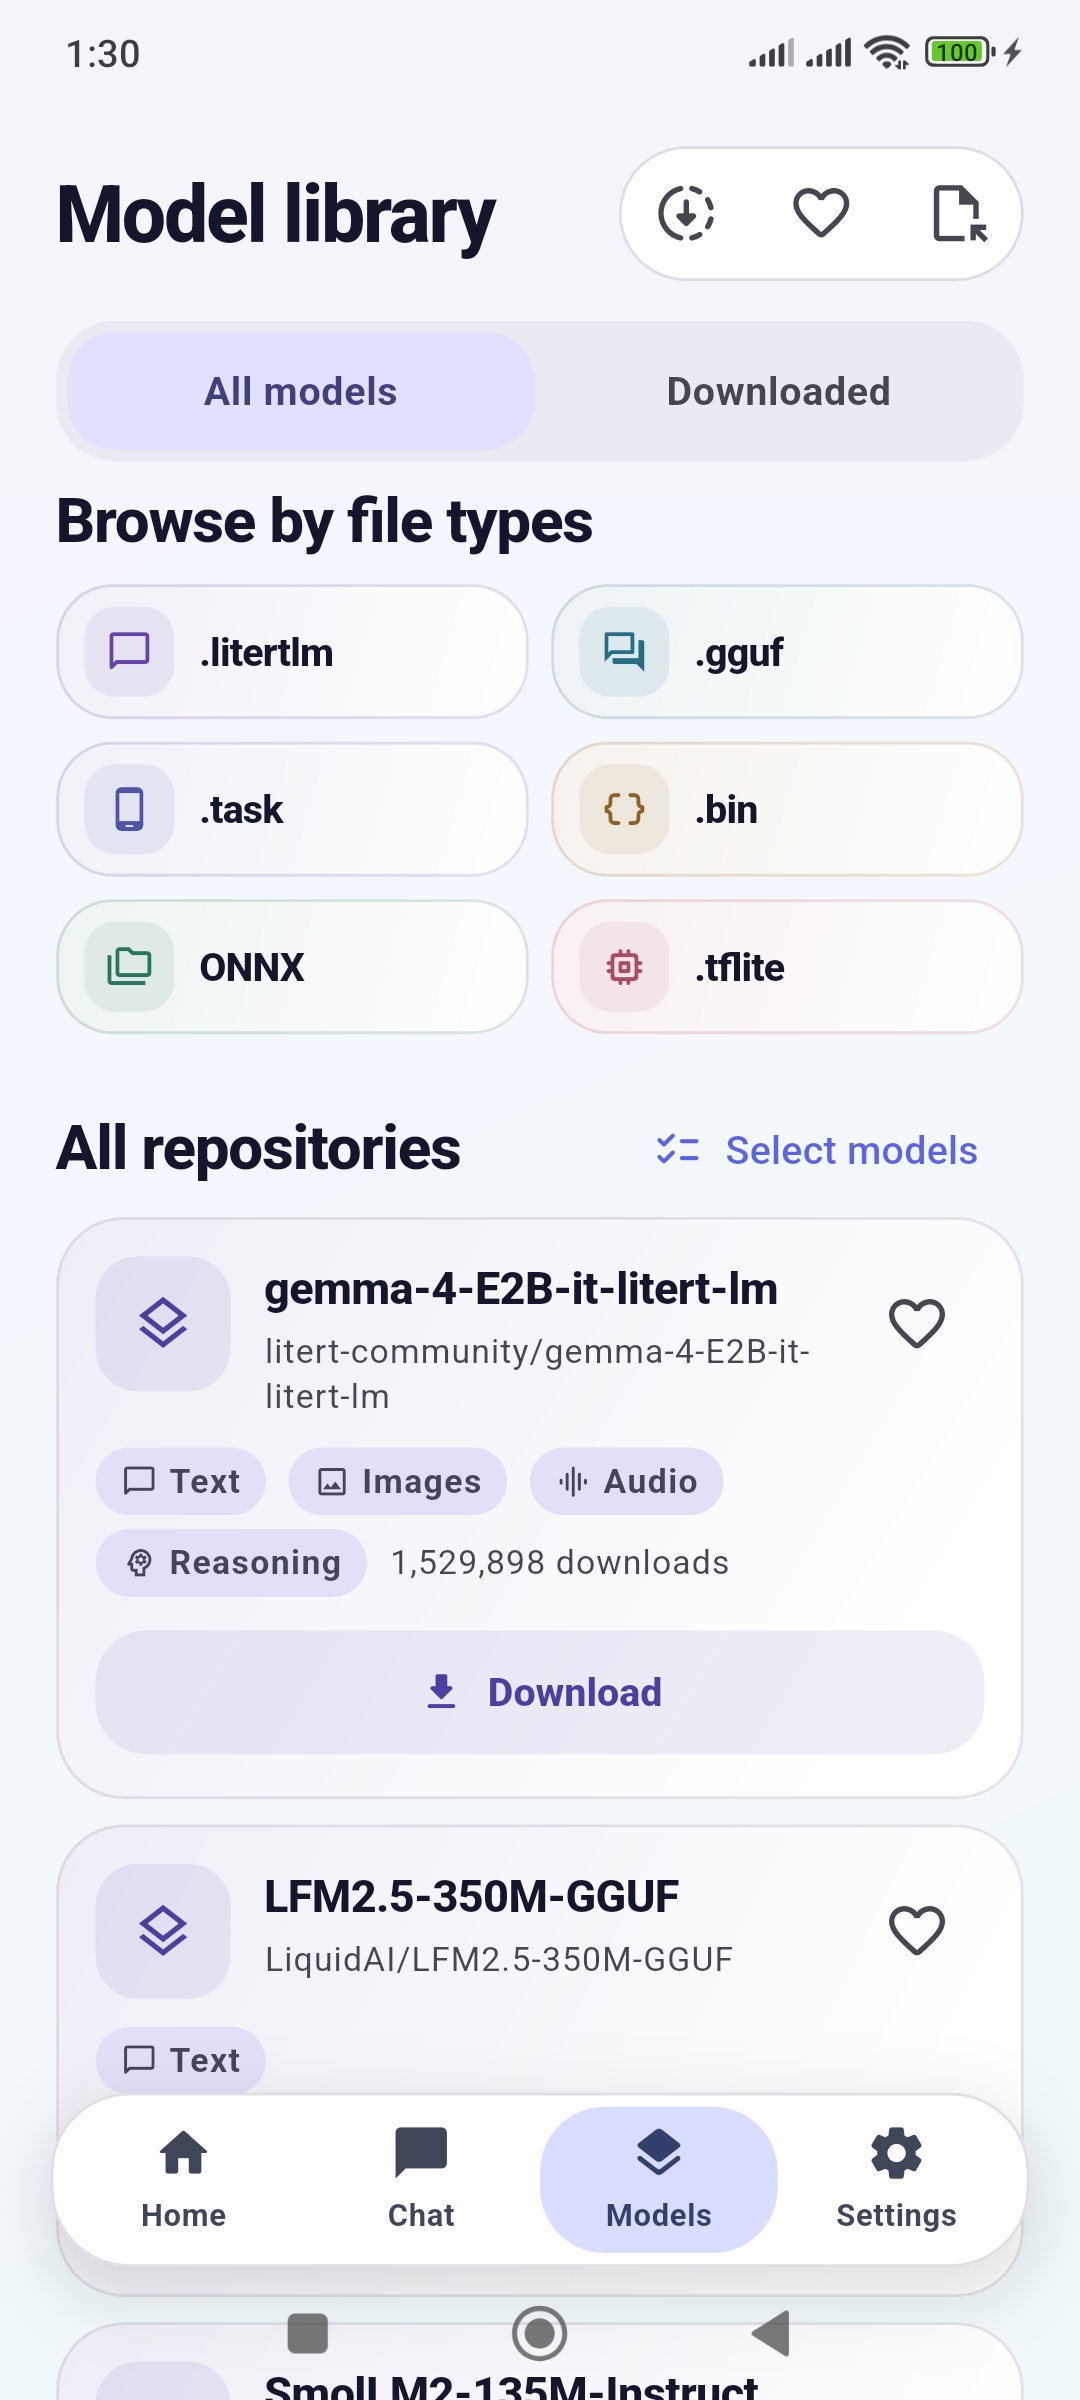 1:30
100
Model library
All models
Downloaded
Browse by file types
.litertlm
.gguf
.task
.bin
ONNX
.tflite
All repositories
Select models
gemma-4-E2B-it-litert-lm
litert-community/gemma-4-E2B-it-
litert-lm
Text
Images
Audio
Reasoning
1,529,898 downloads
Download
LFM2.5-350M-GGUF
LiquidAI/LFM2.5-350M-GGUF
Text
Home
Chat
Models
Settings
SmolLM2-135M-Instruct